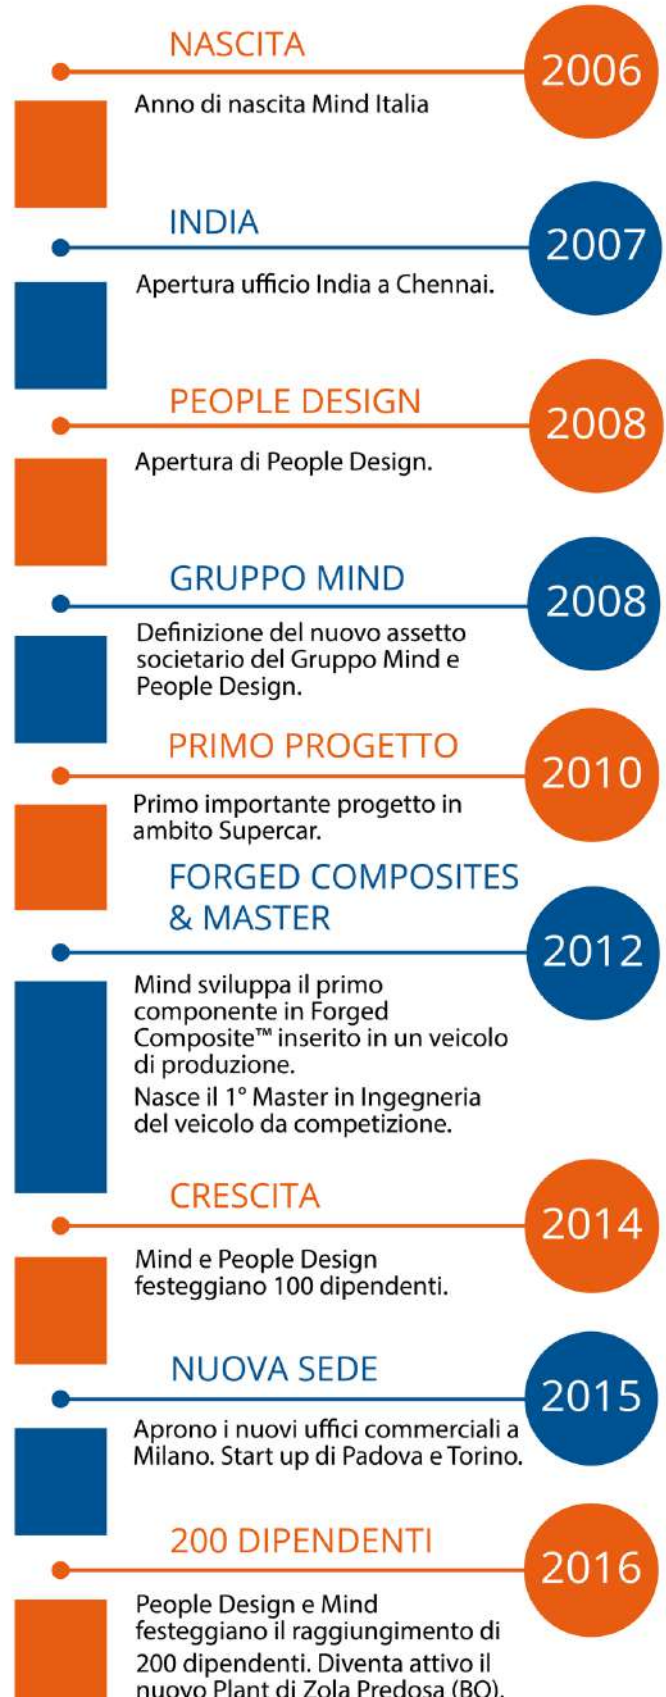 NASCITA
2006
Anno di nascita Mind Italia
INDIA
2007
Apertura ufficio India a Chennai.
PEOPLE DESIGN
2008
Apertura di People Design.
GRUPPO MIND
2008
Definizione del nuovo assetto
societario del Gruppo Mind e
People Design.
PRIMO PROGETTO
2010
Primo importante progetto in
ambito Supercar.
FORGED COMPOSITES
& MASTER
2012
Mind sviluppa il primo
componente in Forged
Composite™ inserito in un veicolo
di produzione.
Nasce il 1° Master in Ingegneria
del veicolo da competizione.
CRESCITA
2014
Mind e People Design
festeggiano 100 dipendenti.
NUOVA SEDE
2015
Aprono i nuovi uffici commerciali a
Milano. Start up di Padova e Torino.
200 DIPENDENTI
2016
People Design e Mind
festeggiano il raggiungimento di
200 dipendenti. Diventa attivo il
nuovo Plant di Zola Predosa (BO).